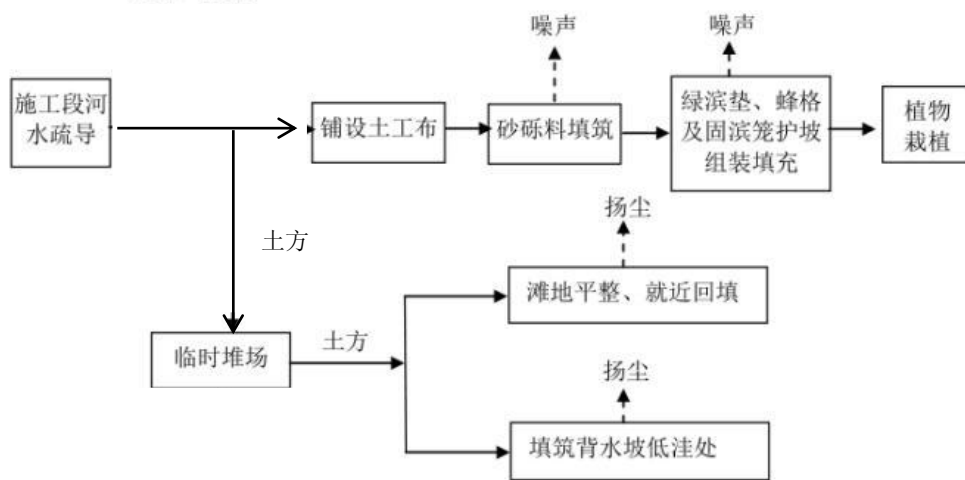 噪声
噪声
施工段河
水疏导
铺设土工布
砂砾料填筑
绿滨垫、蜂格
及固滨笼护坡
组装填充
植物
栽植
土方
扬尘
滩地平整、就近回填
临时堆场
土方
扬尘
填筑背水坡低洼处